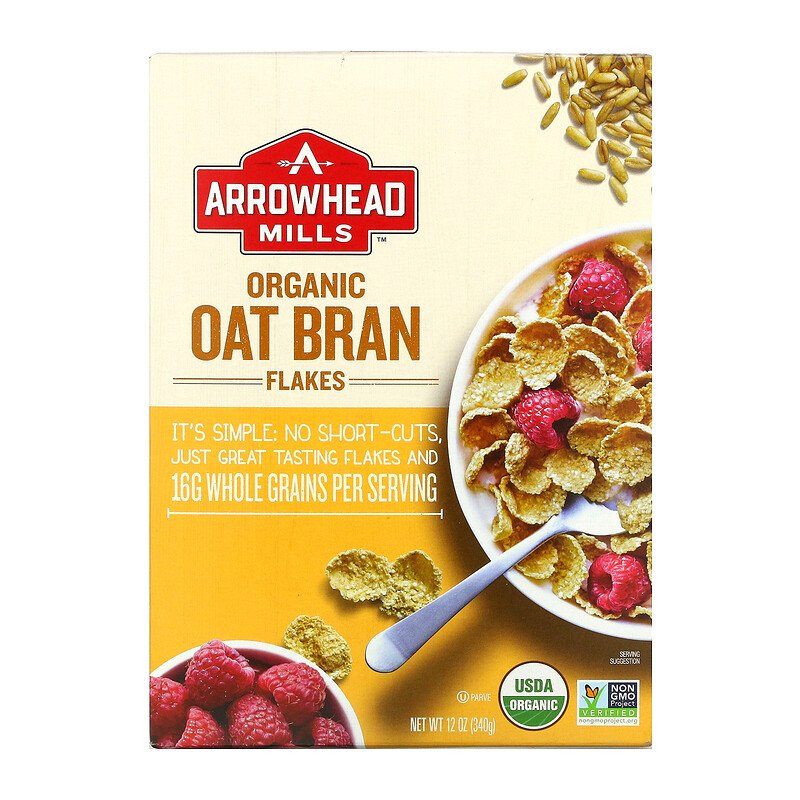 A
ARROWHEAD
MILLS™
ORGANIC
OAT BRAN
FLAKES
IT'S SIMPLE: NO SHORT-CUTS,
JUST GREAT TASTING FLAKES AND
16G WHOLE GRAINS PER SERVING
SERVING
SUGGESTION
U PARVE
NET WT 12 OZ (340g)
USDA
ORGANIC
NON
GMO
Project
VERIFIED
nongmoproject.org